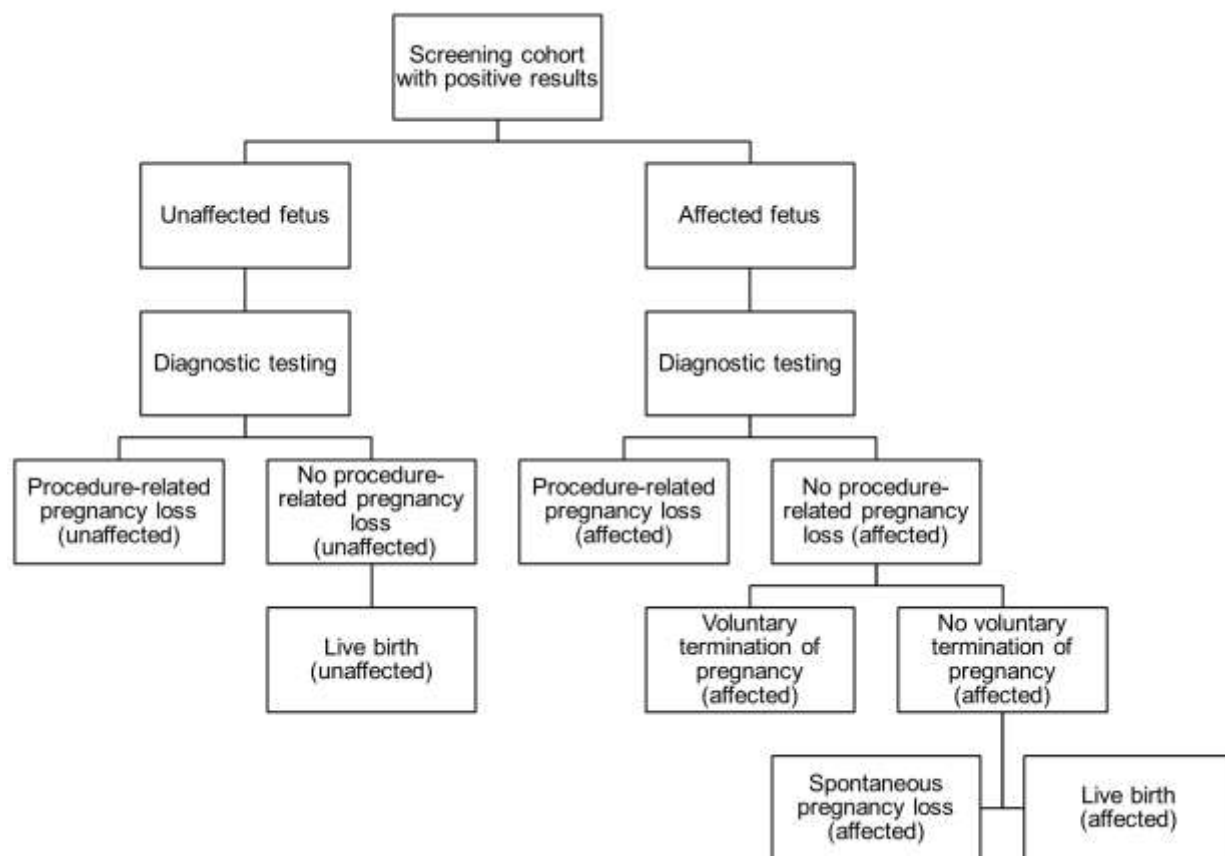 Screening cohort
with positive results
Unaffected fetus
Affected fetus
Diagnostic testing
Diagnostic testing
Procedure-related
pregnancy loss
(unaffected)
No procedure-
related pregnancy
loss
(unaffected)
Procedure-related
pregnancy loss
(affected)
No procedure-
related pregnancy
loss (affected)
Live birth
(unaffected)
Voluntary
termination of
pregnancy
(affected)
No voluntary
termination of
pregnancy
(affected)
Spontaneous
pregnancy loss
(affected)
Live birth
(affected)